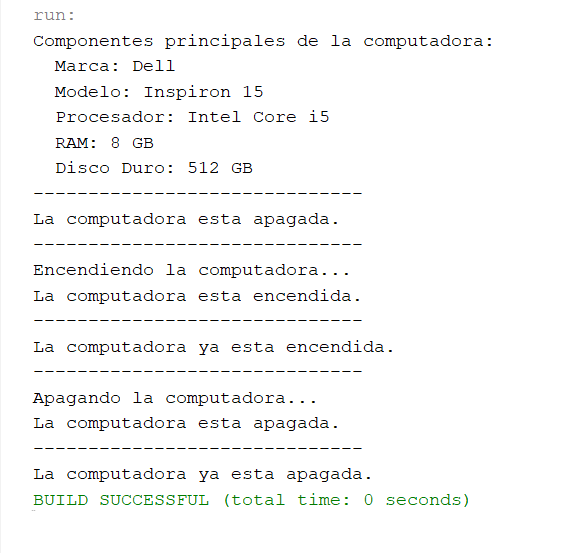 run:
Componentes principales de la computadora:
  Marca: Dell
  Modelo: Inspiron 15
  Procesador: Intel Core i5
  RAM: 8 GB
  Disco Duro: 512 GB
------------------------------
La computadora esta apagada.
------------------------------
Encendiendo la computadora...
La computadora esta encendida.
------------------------------
La computadora ya esta encendida.
------------------------------
Apagando la computadora...
La computadora esta apagada.
------------------------------
La computadora ya esta apagada.
BUILD SUCCESSFUL (total time: 0 seconds)